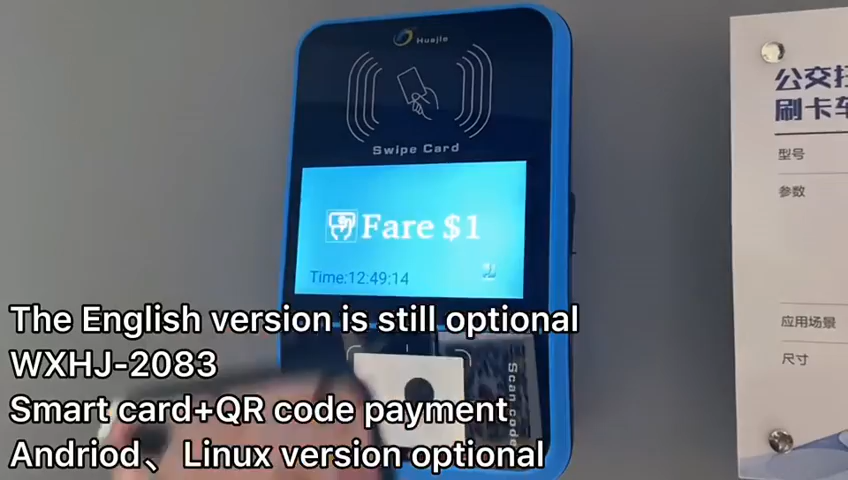 Huajie
Swipe Card
Fare $1
Time:12:49:14
Scan code
公交扫
刷卡车
型号
参数
应用场景
尺寸
The English version is still optional
WXHJ-2083
Smart card+QR code payment
Andriod、Linux version optional